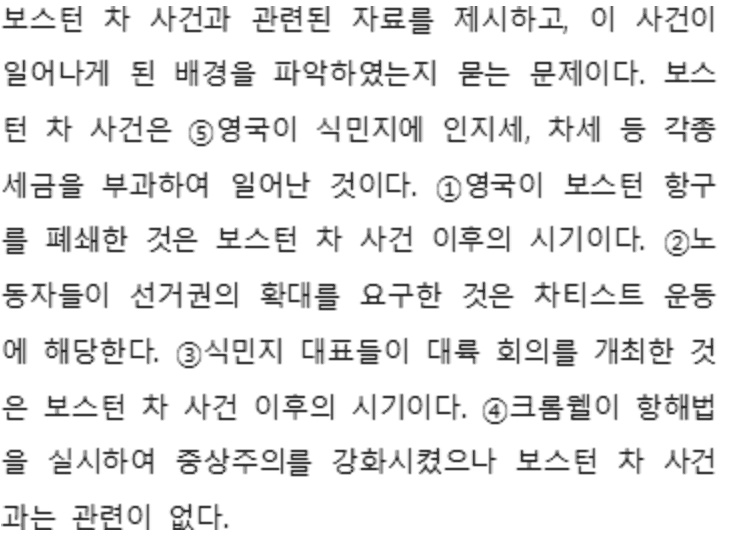 보스턴 차 사건과 관련된 자료를 제시하고, 이 사건이
일어나게 된 배경을 파악하였는지 묻는 문제이다. 보스
턴 차 사건은 ⑤영국이 식민지에 인지세, 차세 등 각종
세금을 부과하여 일어난 것이다. ①영국이 보스턴 항구
를 폐쇄한 것은 보스턴 차 사건 이후의 시기이다. ②노
동자들이 선거권의 확대를 요구한 것은 차티스트 운동
에 해당한다. ③식민지 대표들이 대륙 회의를 개최한 것
은 보스턴 차 사건 이후의 시기이다. ④크롬웰이 항해법
을 실시하여 중상주의를 강화시켰으나 보스턴 차 사건
과는 관련이 없다.